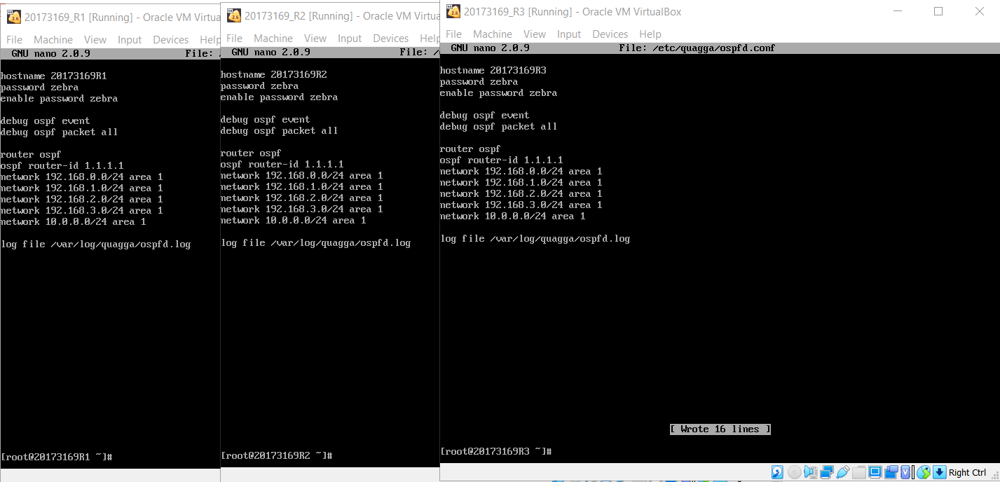 20173169_R1 [Running] - Oracle VM Virtua
File Machine View Input Devices Help
GNU nano 2.0.9 File: /
hostname 20173169R1
password zebra
enable password zebra
debug ospf event
debug ospf packet all
router ospf
ospf router-id 1.1.1.1
network 192.168.0.0/24 area 1
network 192.168.1.0/24 area 1
network 192.168.2.0/24 area 1
network 192.168.3.0/24 area 1
network 10.0.0.0/24 area 1
log file /var/log/quagga/ospfd.log
[root@20173169R1 ~]#
20173169_R2 [Running] - Oracle VM Virtua
File Machine View Input Devices Help
GNU nano 2.0.9 File: /
hostname 20173169R2
password zebra
enable password zebra
debug ospf event
debug ospf packet all
router ospf
ospf router-id 1.1.1.1
network 192.168.0.0/24 area 1
network 192.168.1.0/24 area 1
network 192.168.2.0/24 area 1
network 192.168.3.0/24 area 1
network 10.0.0.0/24 area 1
log file /var/log/quagga/ospfd.log
[root@20173169R2 ~]#
20173169_R3 [Running] - Oracle VM VirtualBox
File Machine View Input Devices Help
GNU nano 2.0.9 File: /etc/quagga/ospfd.conf
hostname 20173169R3
password zebra
enable password zebra
debug ospf event
debug ospf packet all
router ospf
ospf router-id 1.1.1.1
network 192.168.0.0/24 area 1
network 192.168.1.0/24 area 1
network 192.168.2.0/24 area 1
network 192.168.3.0/24 area 1
network 10.0.0.0/24 area 1
log file /var/log/quagga/ospfd.log
[ Wrote 16 lines ]
[root@20173169R3 ~]#
Right Ctrl